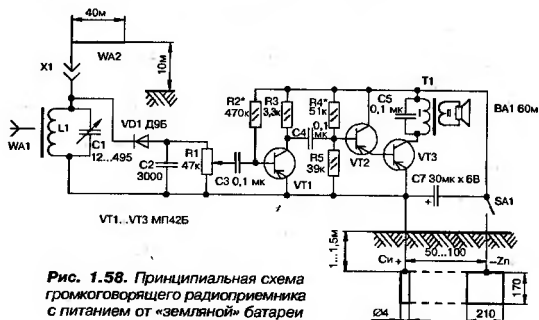 40м
WA2
X1
10м
WA1
L1
C1
12...495
VD1 Д9Б
C2
3000
R1
47к
C3 0,1 мк
R2*
470к
R3
3,3к
C4
0,1
мк
VT1
R4*
51к
R5
39к
VT2
VT3
C5
0,1 мк
T1
I
II
BA1 60м
C7 30мк x 6В
+
SA1
VT1...VT3 МП42Б
1...1,5м
50...100
Си +
–Zn
170
Ø4
210
Рис. 1.58. Принципиальная схема
громкоговорящего радиоприемника
с питанием от «земляной» батареи